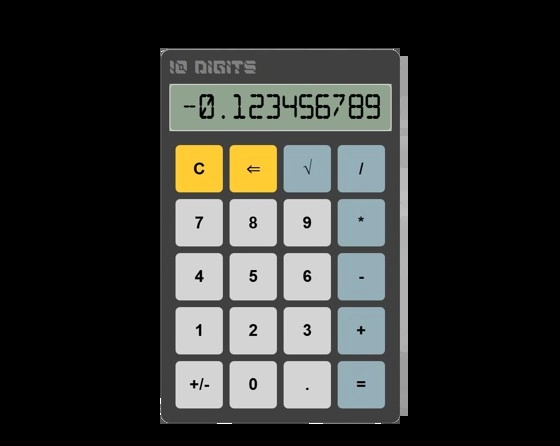 10 DIGITS
-0.123456789
C ⇐ √ /
7 8 9 *
4 5 6 -
1 2 3 +
+/- 0 . =